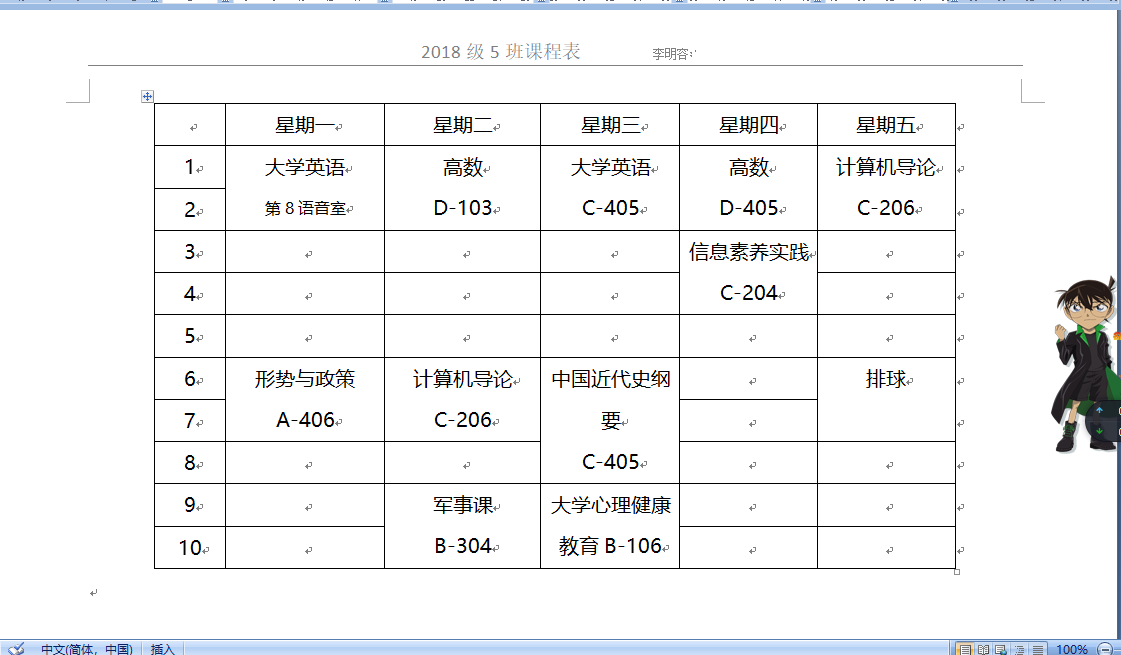 2018 级 5 班课程表 李明容
星期一 星期二 星期三 星期四 星期五
1 大学英语 高数 大学英语 高数 计算机导论
2 第 8 语音室 D-103 C-405 D-405 C-206
3 信息素养实践
4 C-204
5
6 形势与政策 计算机导论 中国近代史纲 排球
7 A-406 C-206 要
8 C-405
9 军事课 大学心理健康
10 B-304 教育 B-106
中文(简体，中国) 插入 100%